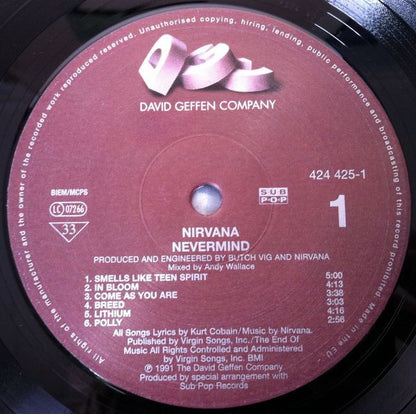 All rights of the manufacturer and the owner of the recorded work reproduced reserved. Unauthorised copying, hiring, lending, public performance and broadcasting of this record prohibited. Made in the EU
DAVID GEFFEN COMPANY
BIEM/MCPS
LC 07266
33
SUB
POP
424 425-1
1
NIRVANA
NEVERMIND
PRODUCED AND ENGINEERED BY BUTCH VIG AND NIRVANA
Mixed by Andy Wallace
1. SMELLS LIKE TEEN SPIRIT 5:00
2. IN BLOOM 4:13
3. COME AS YOU ARE 3:38
4. BREED 3:03
5. LITHIUM 4:16
6. POLLY 2:56
All Songs Lyrics by Kurt Cobain/Music by Nirvana.
Published by Virgin Songs, Inc./The End Of
Music All Rights Controlled and Administered
by Virgin Songs, Inc. BMI
℗ 1991 The David Geffen Company
Produced by special arrangement with
Sub Pop Records